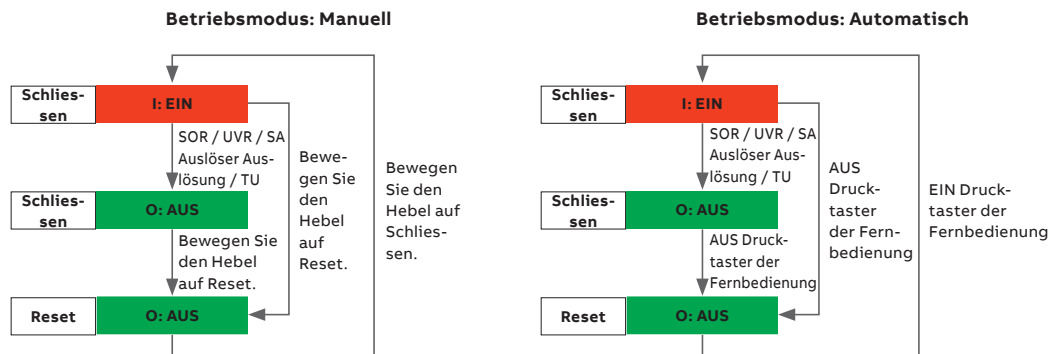 Betriebsmodus: Manuell
Schlies-
sen
I: EIN
SOR / UVR / SA
Auslöser Aus-
lösung / TU
Schlies-
sen
O: AUS
Bewegen Sie
den Hebel
auf Reset.
Reset
O: AUS
Bewe-
gen Sie
den
Hebel
auf
Reset.
Bewegen
Sie den
Hebel auf
Schlies-
sen.
Betriebsmodus: Automatisch
Schlies-
sen
I: EIN
SOR / UVR / SA
Auslöser Aus-
lösung / TU
Schlies-
sen
O: AUS
AUS Druck-
taster der
Fernbedienung
Reset
O: AUS
AUS
Druck-
taster
der Fern-
bedienung
EIN Druck-
taster der
Fernbedienung